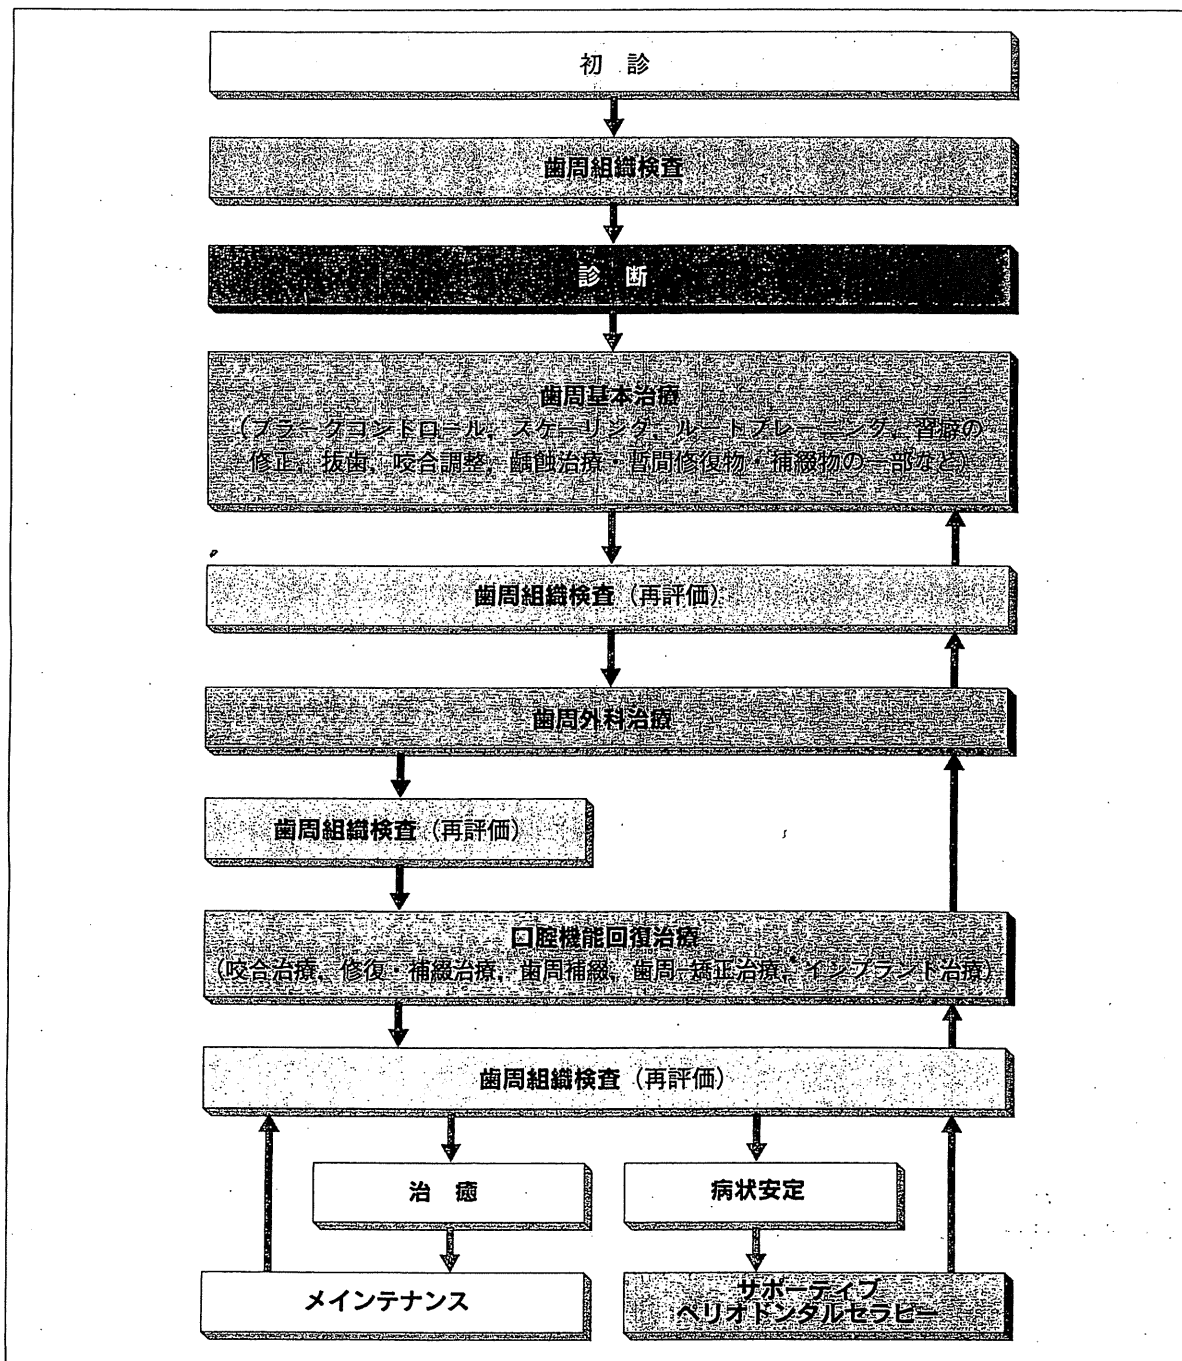 初 診
歯周組織検査
診 断
歯周基本治療
(プラークコントロール,スケーリング,ルートプレーニング,習癖の
修正,抜歯,咬合調整,齲蝕治療・暫間修復物・補綴物の一部など)
歯周組織検査(再評価)
歯周外科治療
歯周組織検査(再評価)
口腔機能回復治療
(咬合治療,修復・補綴治療,歯周補綴,歯周-矯正治療,インプラント治療)
歯周組織検査(再評価)
治 癒
病状安定
メインテナンス
サポーティブ
ペリオドンタルセラピー